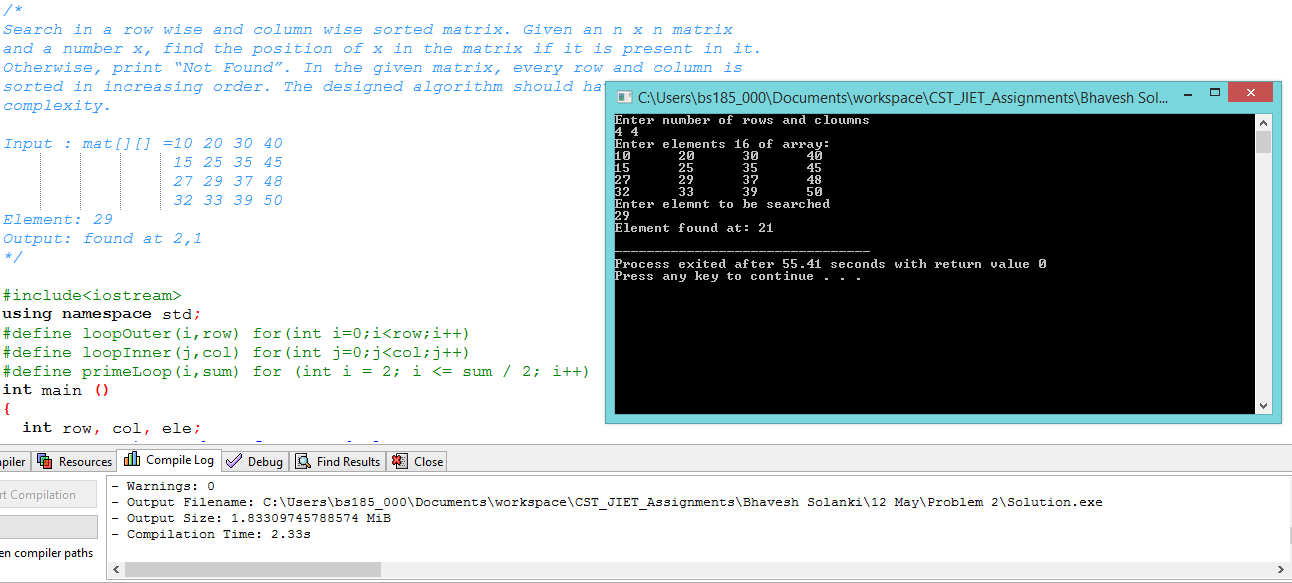 /*
Search in a row wise and column wise sorted matrix. Given an n x n matrix
and a number x, find the position of x in the matrix if it is present in it.
Otherwise, print “Not Found”. In the given matrix, every row and column is
sorted in increasing order. The designed algorithm should
complexity.
Input : mat[][] =10 20 30 40
15 25 35 45
27 29 37 48
32 33 39 50
Element: 29
Output: found at 2,1
*/
#include<iostream>
using namespace std;
#define loopOuter(i,row) for(int i=0;i<row;i++)
#define loopInner(j,col) for(int j=0;j<col;j++)
#define primeLoop(i,sum) for (int i = 2; i <= sum / 2; i++)
int main ()
{
int row, col, ele;
C:\Users\bs185_000\Documents\workspace\CST_JIET_Assignments\Bhavesh Sol...
Enter number of rows and cloumns
4 4
Enter elements 16 of array:
10 20 30 40
15 25 35 45
27 29 37 48
32 33 39 50
Enter elemnt to be searched
29
Element found at: 21
--------------------------------
Process exited after 55.41 seconds with return value 0
Press any key to continue . . .
Resources Compile Log Debug Find Results Close
Compilation
compiler paths
- Warnings: 0
- Output Filename: C:\Users\bs185_000\Documents\workspace\CST_JIET_Assignments\Bhavesh Solanki\12 May\Problem 2\Solution.exe
- Output Size: 1.83309745788574 MiB
- Compilation Time: 2.33s